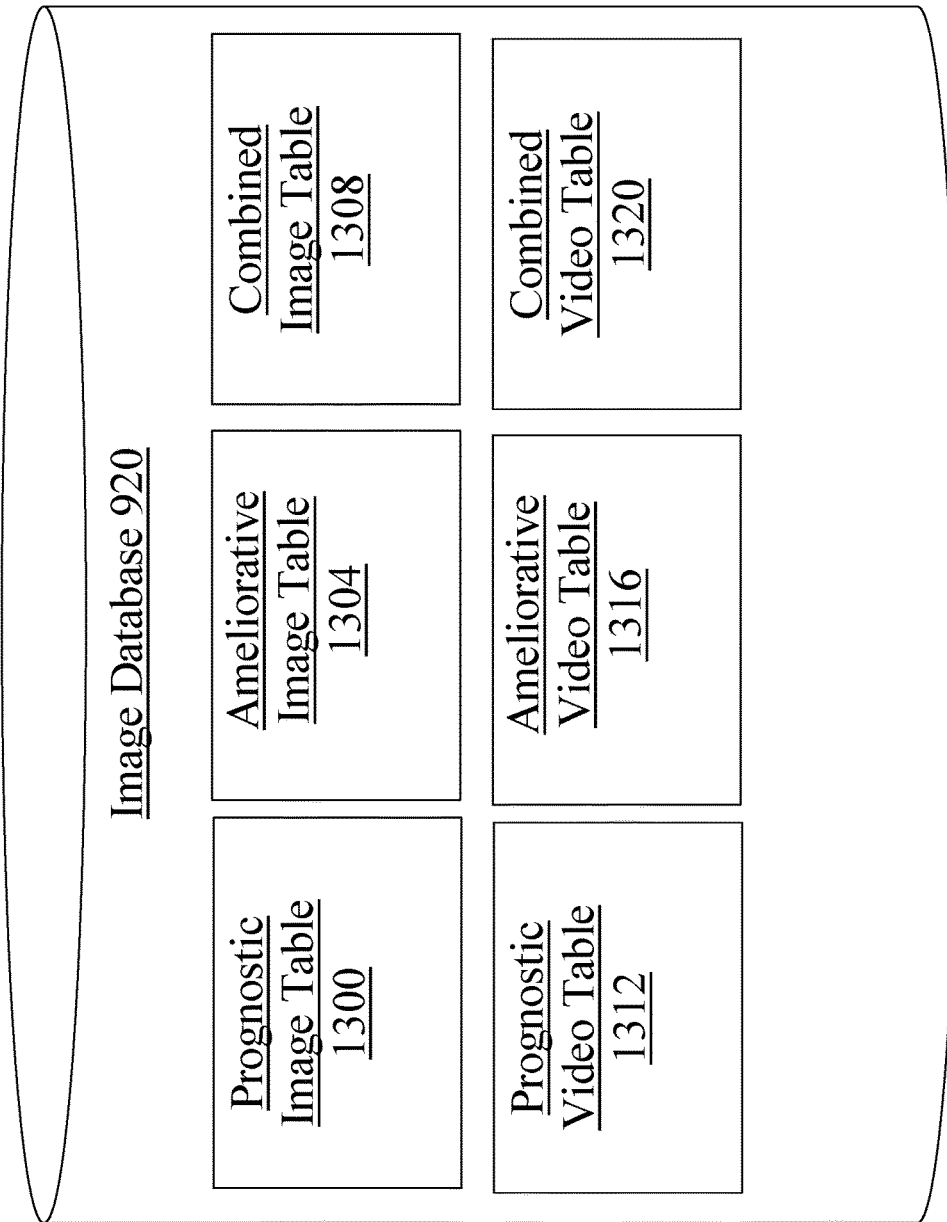 Image Database 920
Prognostic
Image Table
1300
Ameliorative
Image Table
1304
Combined
Image Table
1308
Prognostic
Video Table
1312
Ameliorative
Video Table
1316
Combined
Video Table
1320